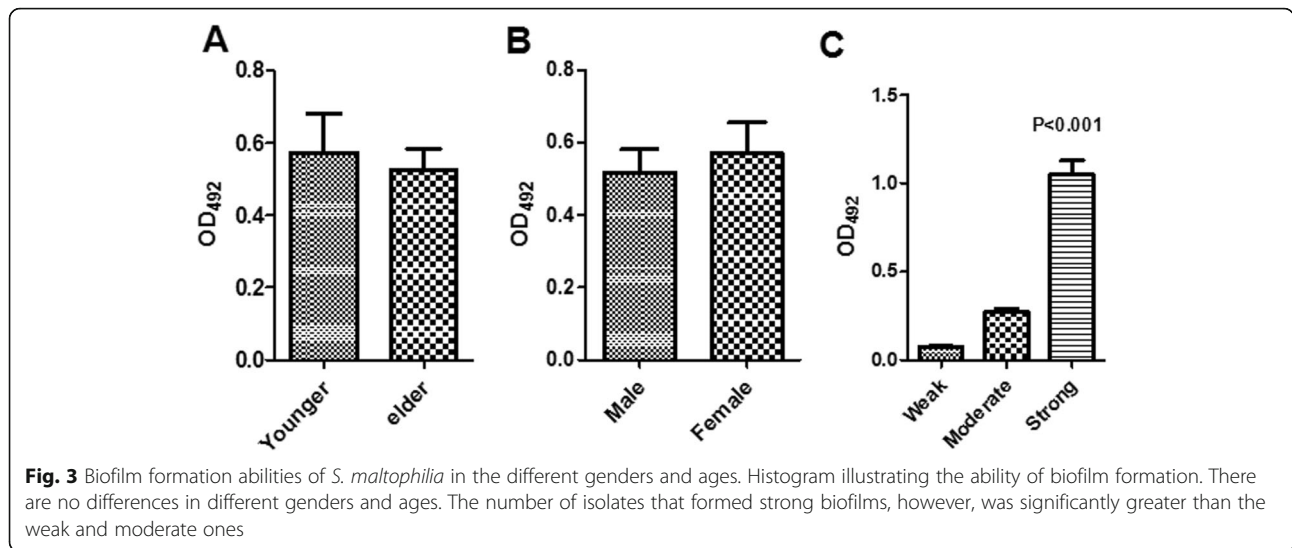 A
B
C
0.8
0.6
0.4
0.2
0.0
OD492
Younger
elder
0.8
0.6
0.4
0.2
0.0
OD492
Male
Female
1.5
1.0
0.5
0.0
OD492
P<0.001
Weak
Moderate
Strong
Fig. 3 Biofilm formation abilities of S. maltophilia in the different genders and ages. Histogram illustrating the ability of biofilm formation. There
are no differences in different genders and ages. The number of isolates that formed strong biofilms, however, was significantly greater than the
weak and moderate ones